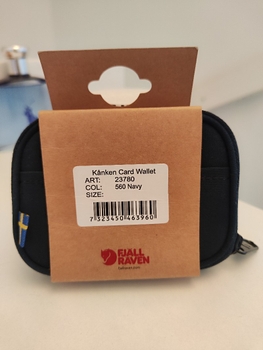 Kånken Card Wallet
ART: 23780
COL: 560 Navy
SIZE:
7 323450 463960
FJALL
RAVEN